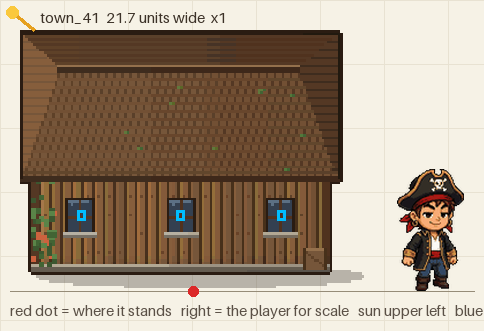 town_41 21.7 units wide x1
red dot = where it stands right = the player for scale sun upper left blue